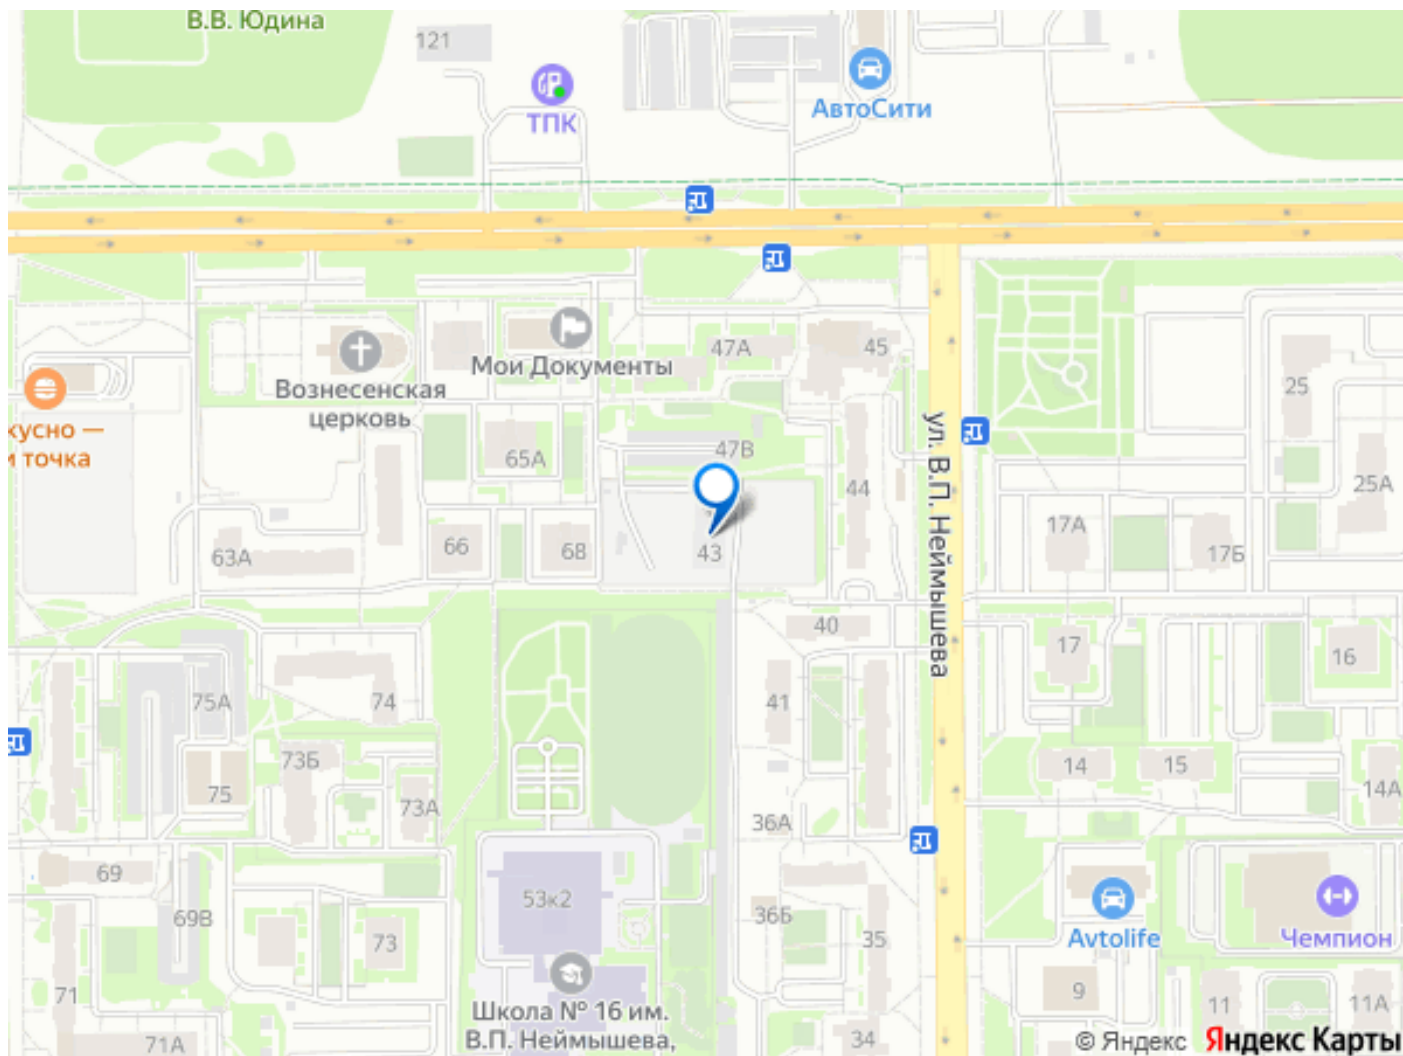 В.В. Юдина
121
ТПК
АвтоСити
Мои Документы
47А
45
Вознесенская
церковь
25
кусно —
и точка
65А
47В
44
25А
ул. В.П. Неймышева
63А
66
68
43
17А
17Б
40
17
16
75А
74
41
73Б
14
15
75
73А
36А
14А
69
53к2
69В
73
36Б
35
Avtolife
Чемпион
71
Школа № 16 им.
В.П. Неймышева,
9
11
11А
71А
34
© Яндекс Яндекс Карты